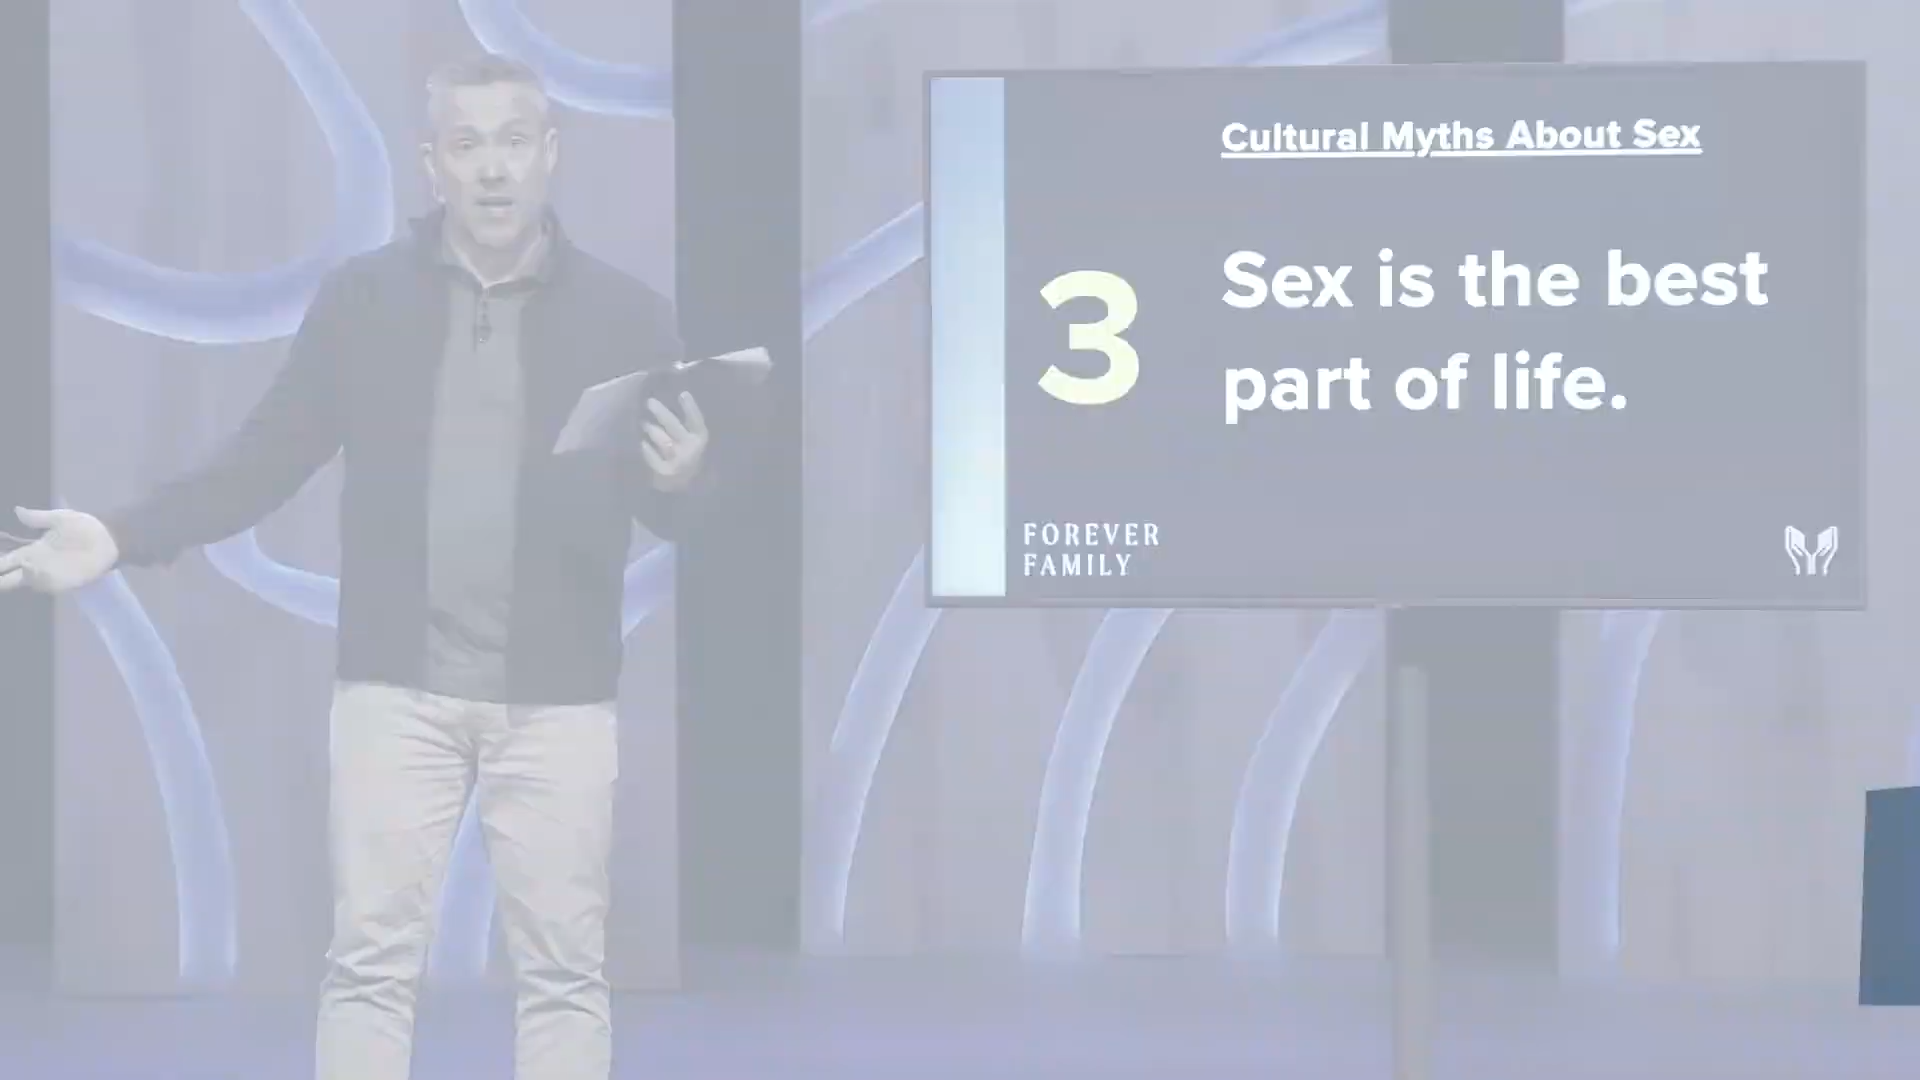 Cultural Myths About Sex
3
Sex is the best
part of life.
FOREVER
FAMILY